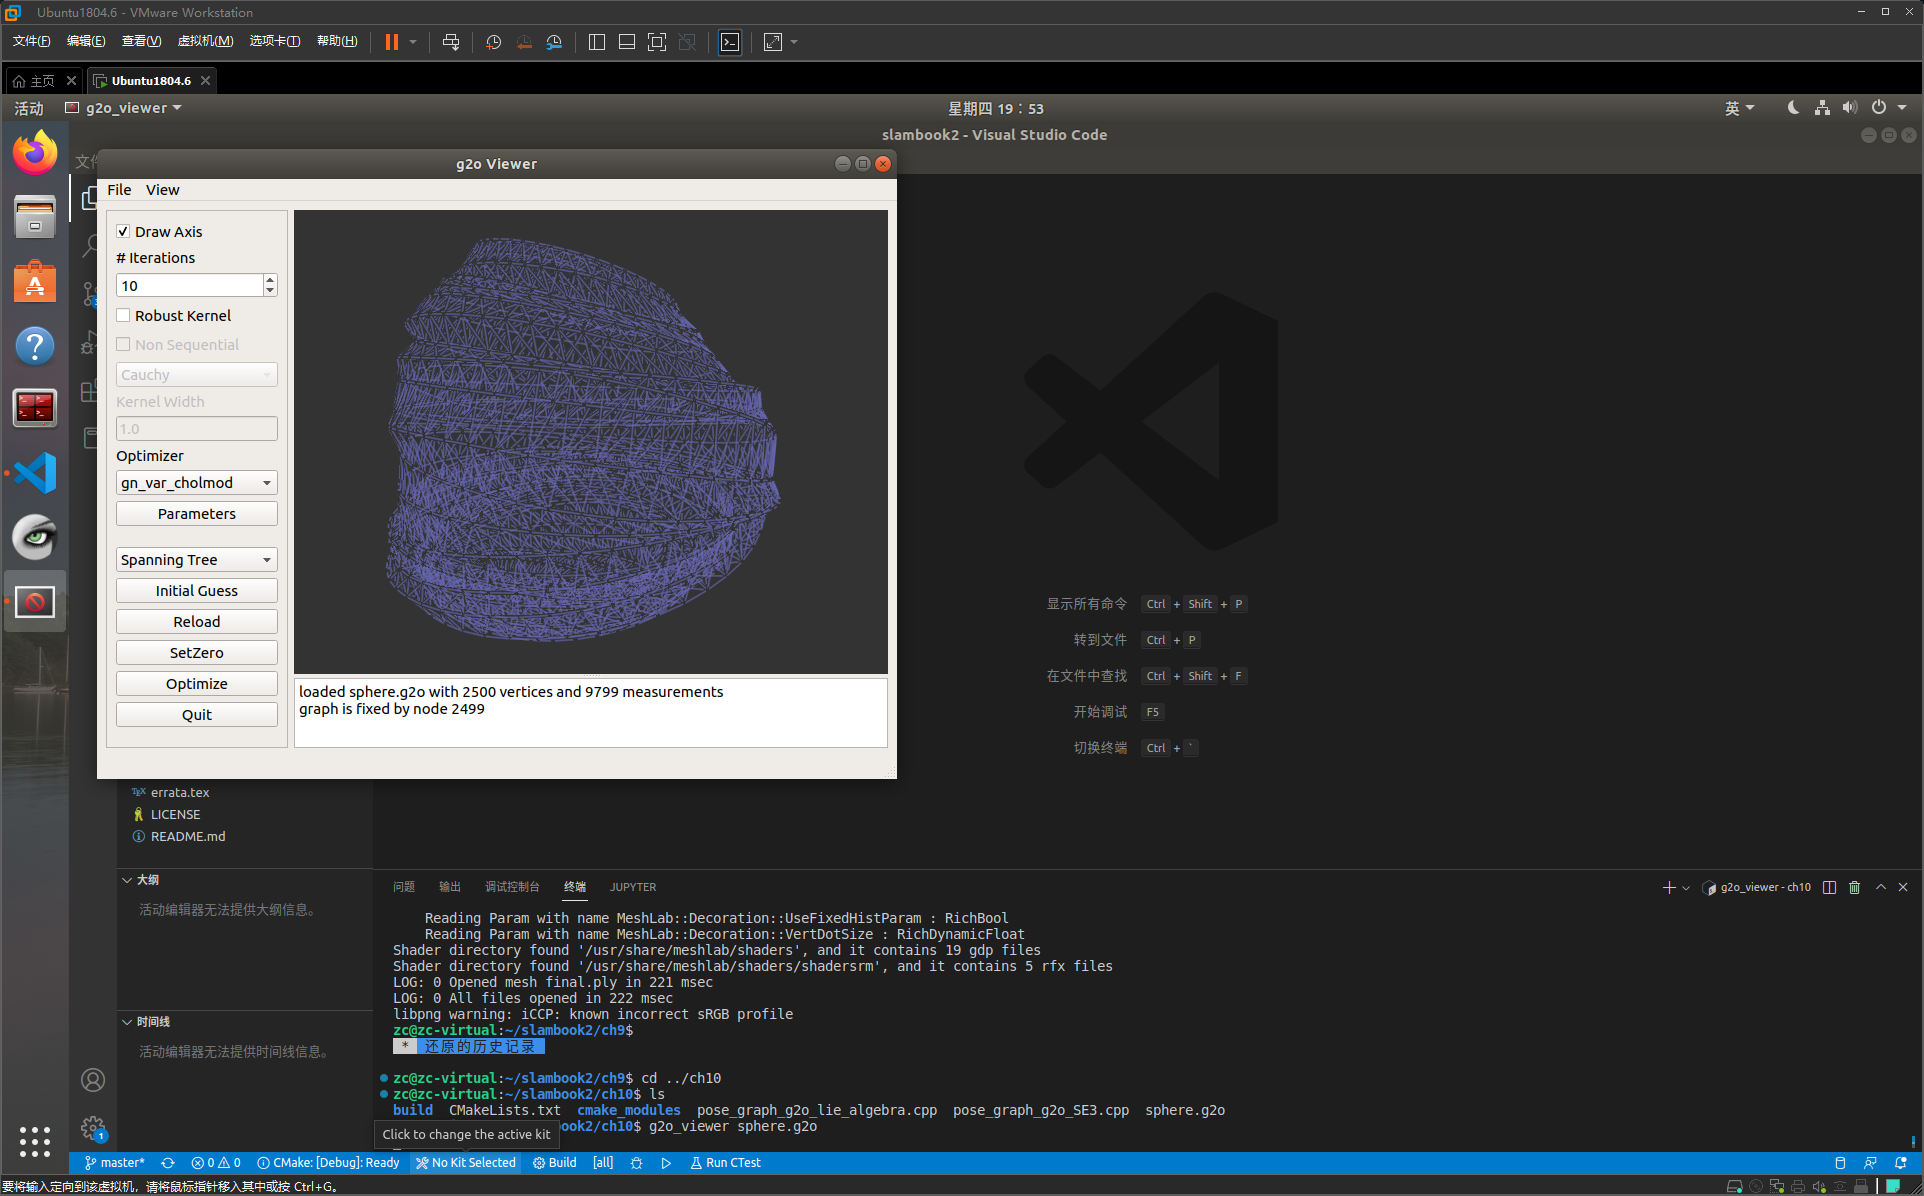 Ubuntu1804.6 - VMware Workstation
文件(F) 编辑(E) 查看(V) 虚拟机(M) 选项卡(T) 帮助(H)
主页 Ubuntu1804.6
活动 g2o_viewer 星期四 19：53 英
slambook2 - Visual Studio Code
g2o Viewer
File View
Draw Axis
# Iterations
10
Robust Kernel
Non Sequential
Cauchy
Kernel Width
1.0
Optimizer
gn_var_cholmod
Parameters
Spanning Tree
Initial Guess
Reload
SetZero
Optimize
Quit
loaded sphere.g2o with 2500 vertices and 9799 measurements
graph is fixed by node 2499
显示所有命令 Ctrl + Shift + P
转到文件 Ctrl + P
在文件中查找 Ctrl + Shift + F
开始调试 F5
切换终端 Ctrl + `
errata.tex
LICENSE
README.md
大纲
活动编辑器无法提供大纲信息。
时间线
活动编辑器无法提供时间线信息。
问题 输出 调试控制台 终端 JUPYTER
g2o_viewer - ch10
Reading Param with name MeshLab::Decoration::UseFixedHistParam : RichBool
Reading Param with name MeshLab::Decoration::VertDotSize : RichDynamicFloat
Shader directory found '/usr/share/meshlab/shaders', and it contains 19 gdp files
Shader directory found '/usr/share/meshlab/shaders/shadersrm', and it contains 5 rfx files
LOG: 0 Opened mesh final.ply in 221 msec
LOG: 0 All files opened in 222 msec
libpng warning: iCCP: known incorrect sRGB profile
zc@zc-virtual:~/slambook2/ch9$
* 还原的历史记录
zc@zc-virtual:~/slambook2/ch9$ cd ../ch10
zc@zc-virtual:~/slambook2/ch10$ ls
build CMakeLists.txt cmake_modules pose_graph_g2o_lie_algebra.cpp pose_graph_g2o_SE3.cpp sphere.g2o
ook2/ch10$ g2o_viewer sphere.g2o
Click to change the active kit
1
master* 0 0 CMake: [Debug]: Ready No Kit Selected Build [all] Run CTest
要将输入定向到该虚拟机，请将鼠标指针移入其中或按 Ctrl+G。